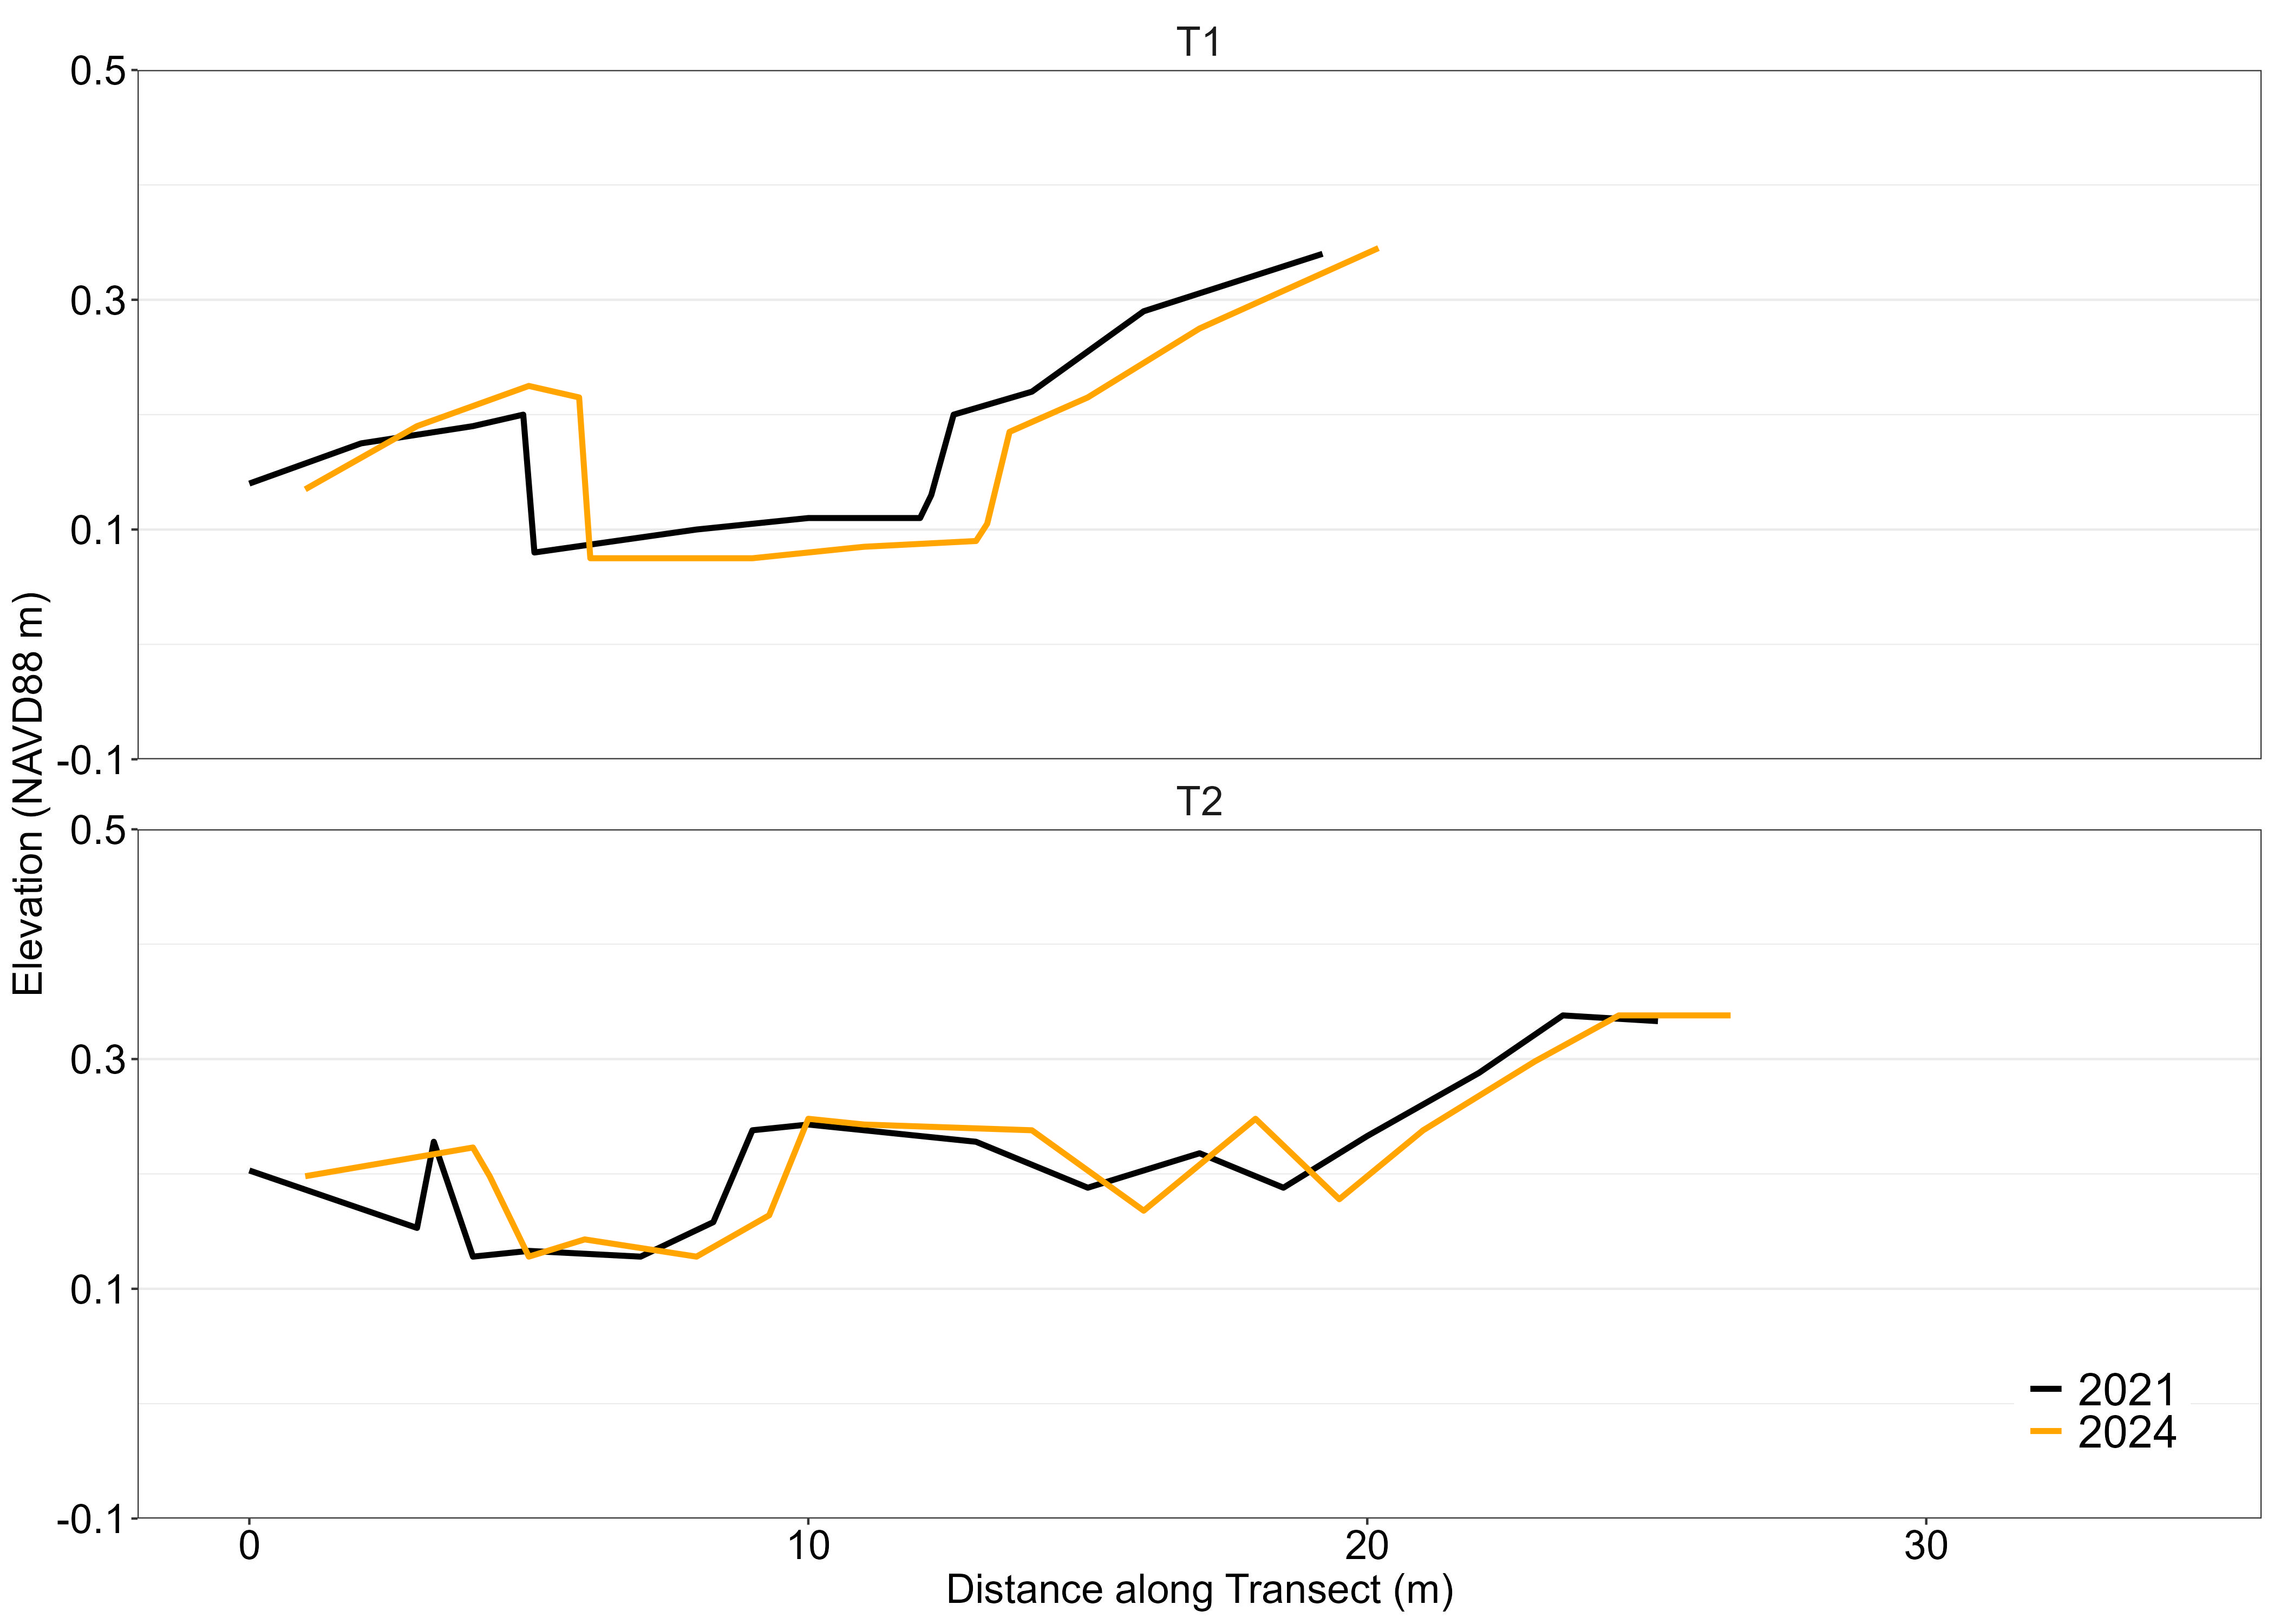 T1
0.5
0.3
0.1
-0.1
Elevation (NAVD88 m)
T2
0.5
0.3
0.1
-0.1
2021
2024
0 10 20 30
Distance along Transect (m)